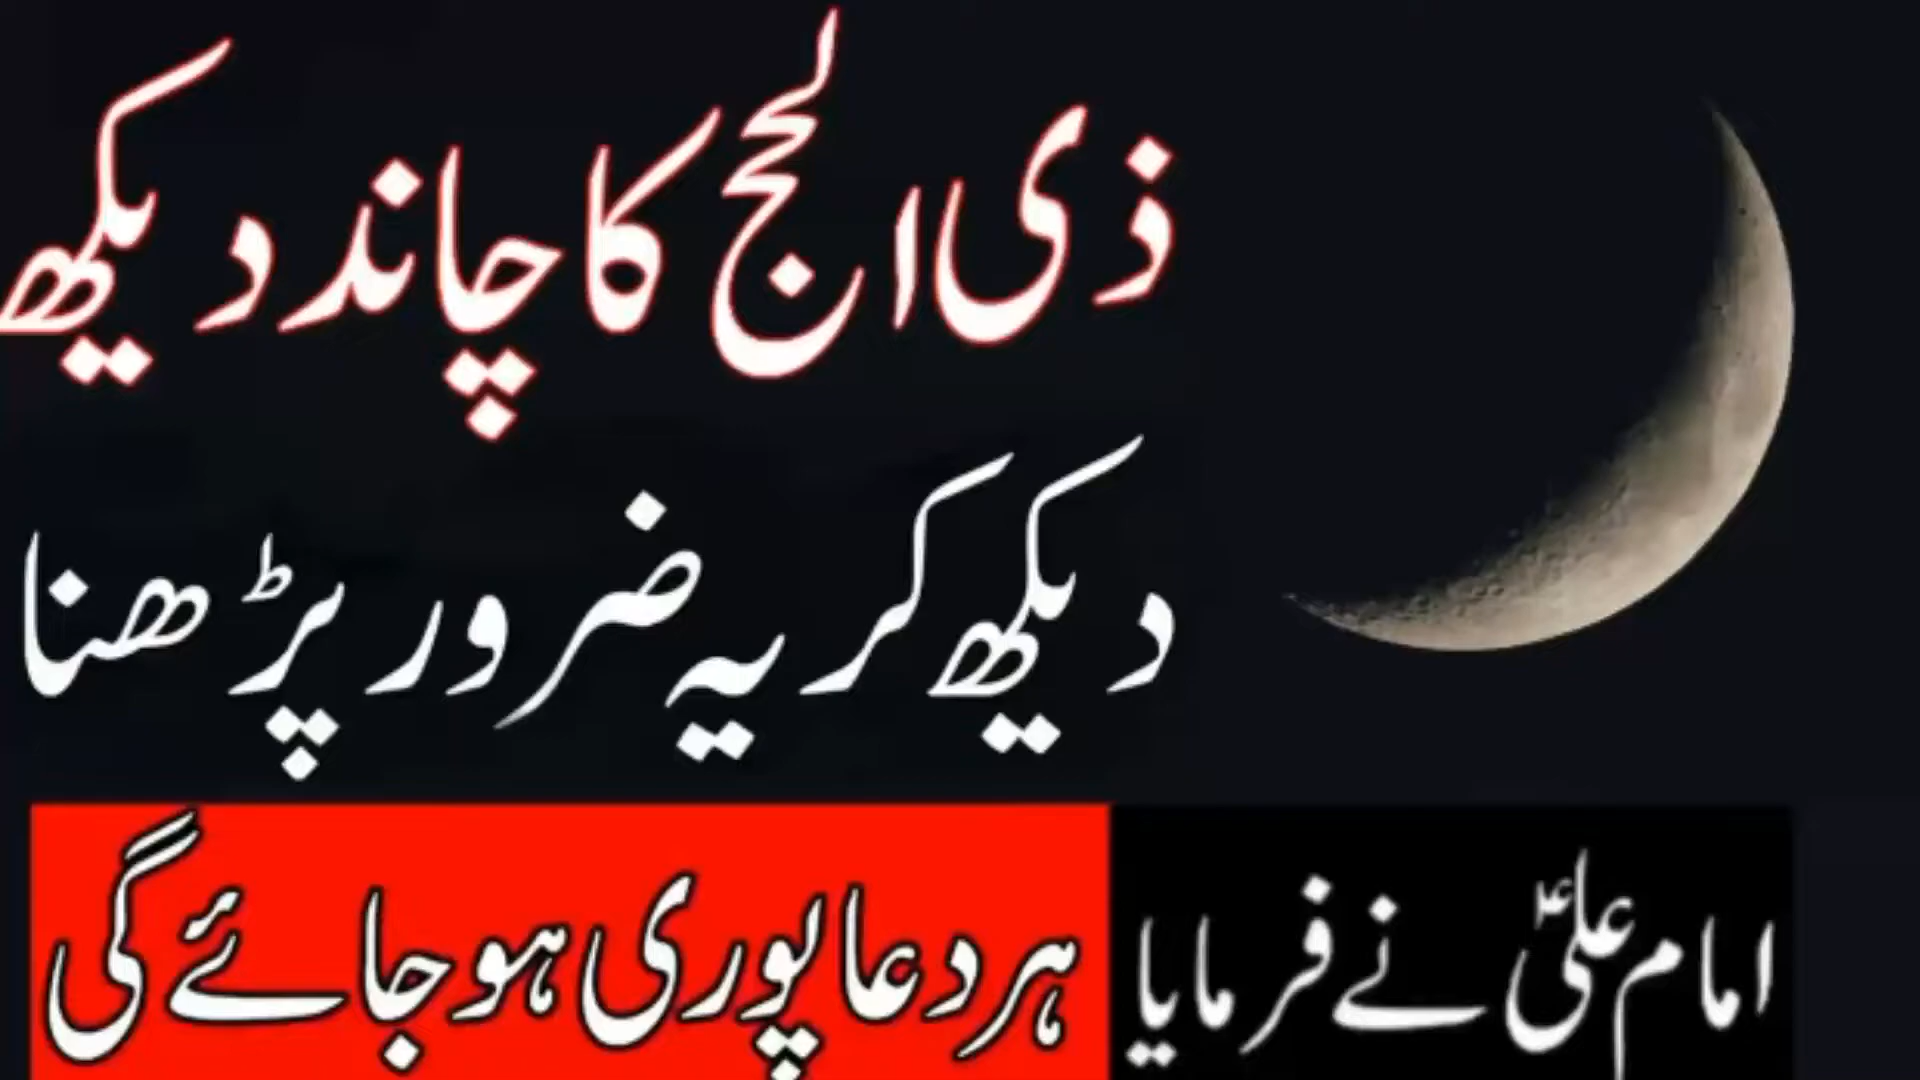 ذی الحج کا چاند دیکھ
دیکھ کر یہ ضرور پڑھنا
امام علیؑ نے فرمایا ہر دعا پوری ہو جائے گی